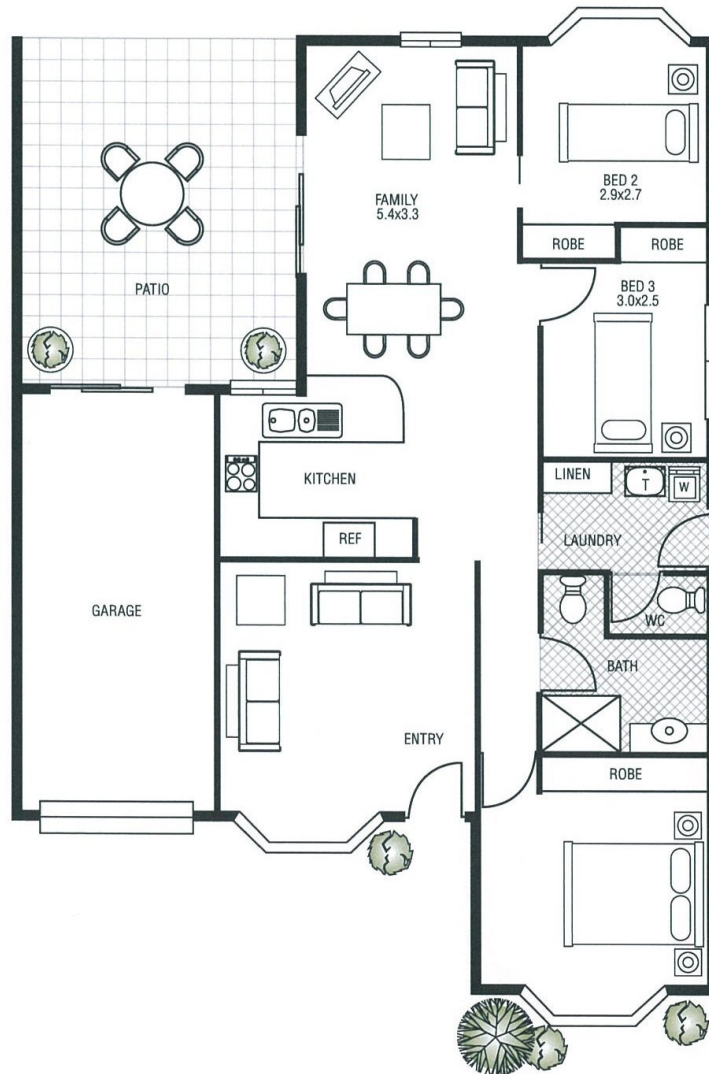 BED 2
2.9x2.7
FAMILY
5.4x3.3
ROBE
ROBE
PATIO
BED 3
3.0x2.5
LINEN
T
W
KITCHEN
REF
LAUNDRY
GARAGE
WC
BATH
ENTRY
ROBE